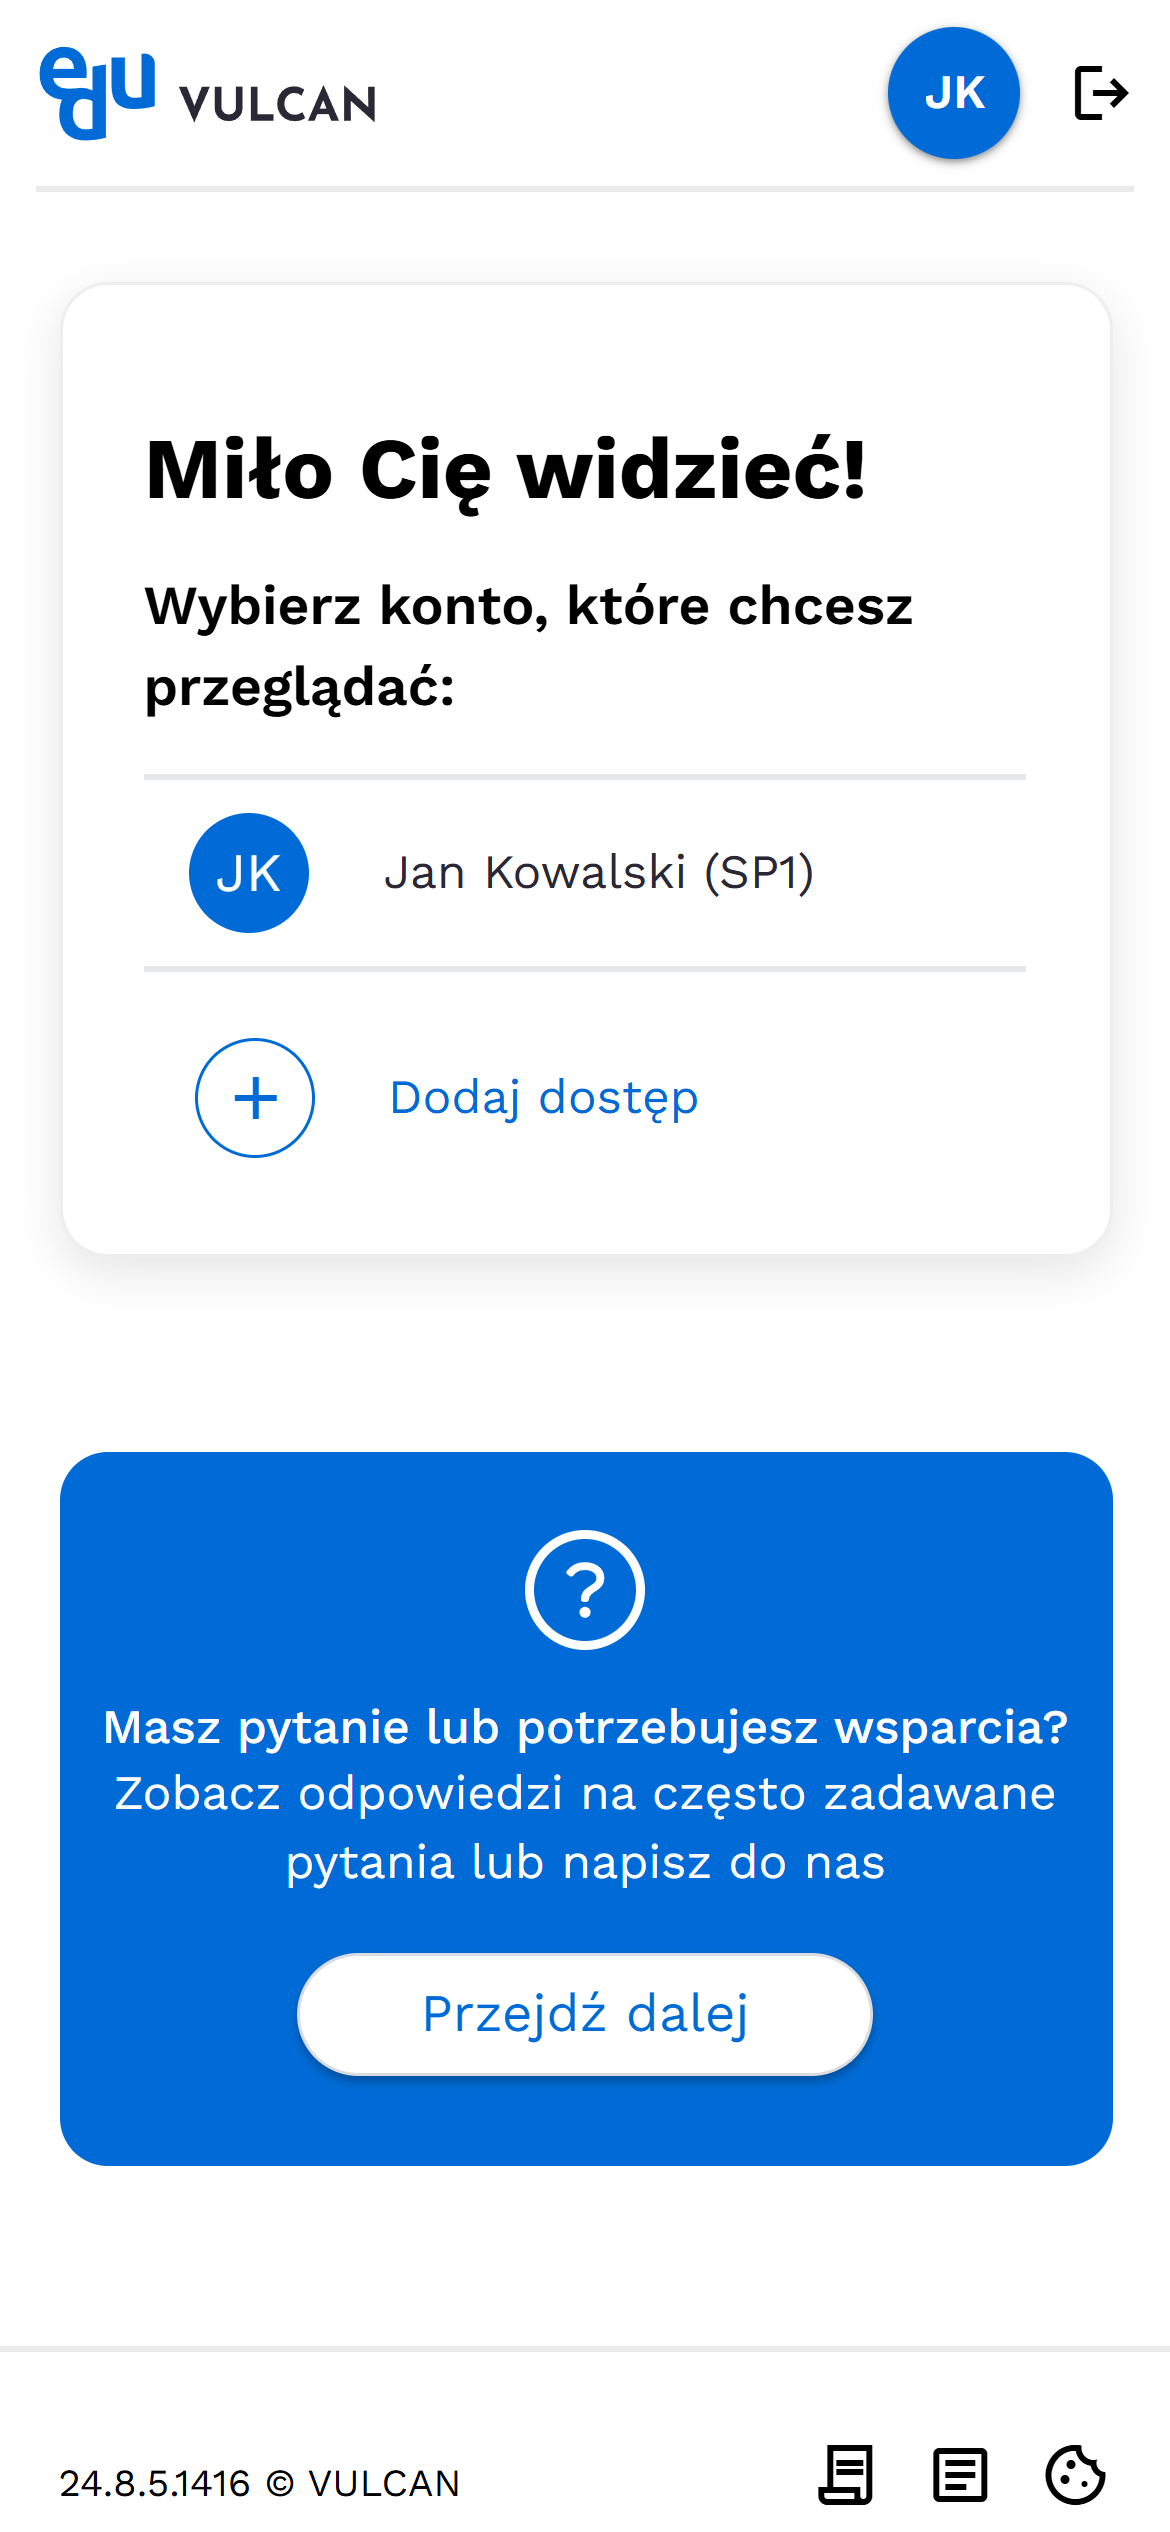 edu VULCAN
JK
Miło Cię widzieć!
Wybierz konto, które chcesz
przeglądać:
JK Jan Kowalski (SP1)
Dodaj dostęp
?
Masz pytanie lub potrzebujesz wsparcia?
Zobacz odpowiedzi na często zadawane
pytania lub napisz do nas
Przejdź dalej
24.8.5.1416 © VULCAN